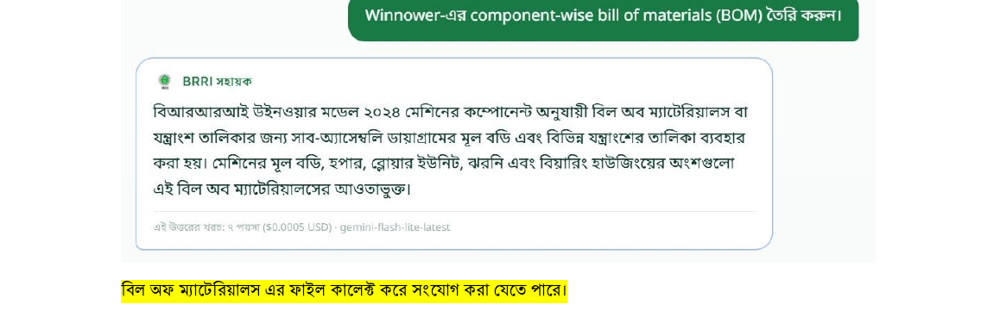 Winnower-এর component-wise bill of materials (BOM) তৈরি করুন।
BRRI সহায়ক
বিআরআরআই উইনওয়ার মডেল ২০২৪ মেশিনের কম্পোনেন্ট অনুযায়ী বিল অব ম্যাটেরিয়ালস বা
যন্ত্রাংশ তালিকার জন্য সাব-অ্যাসেম্বলি ডায়াগ্রামের মূল বডি এবং বিভিন্ন যন্ত্রাংশের তালিকা ব্যবহার
করা হয়। মেশিনের মূল বডি, হপার, ব্লোয়ার ইউনিট, ঝরনি এবং বিয়ারিং হাউজিংয়ের অংশগুলো
এই বিল অব ম্যাটেরিয়ালসের আওতাভুক্ত।
এই উত্তরের খরচ: ৭ পয়সা ($0.0005 USD) · gemini-flash-lite-latest
বিল অফ ম্যাটেরিয়ালস এর ফাইল কালেক্ট করে সংযোগ করা যেতে পারে।